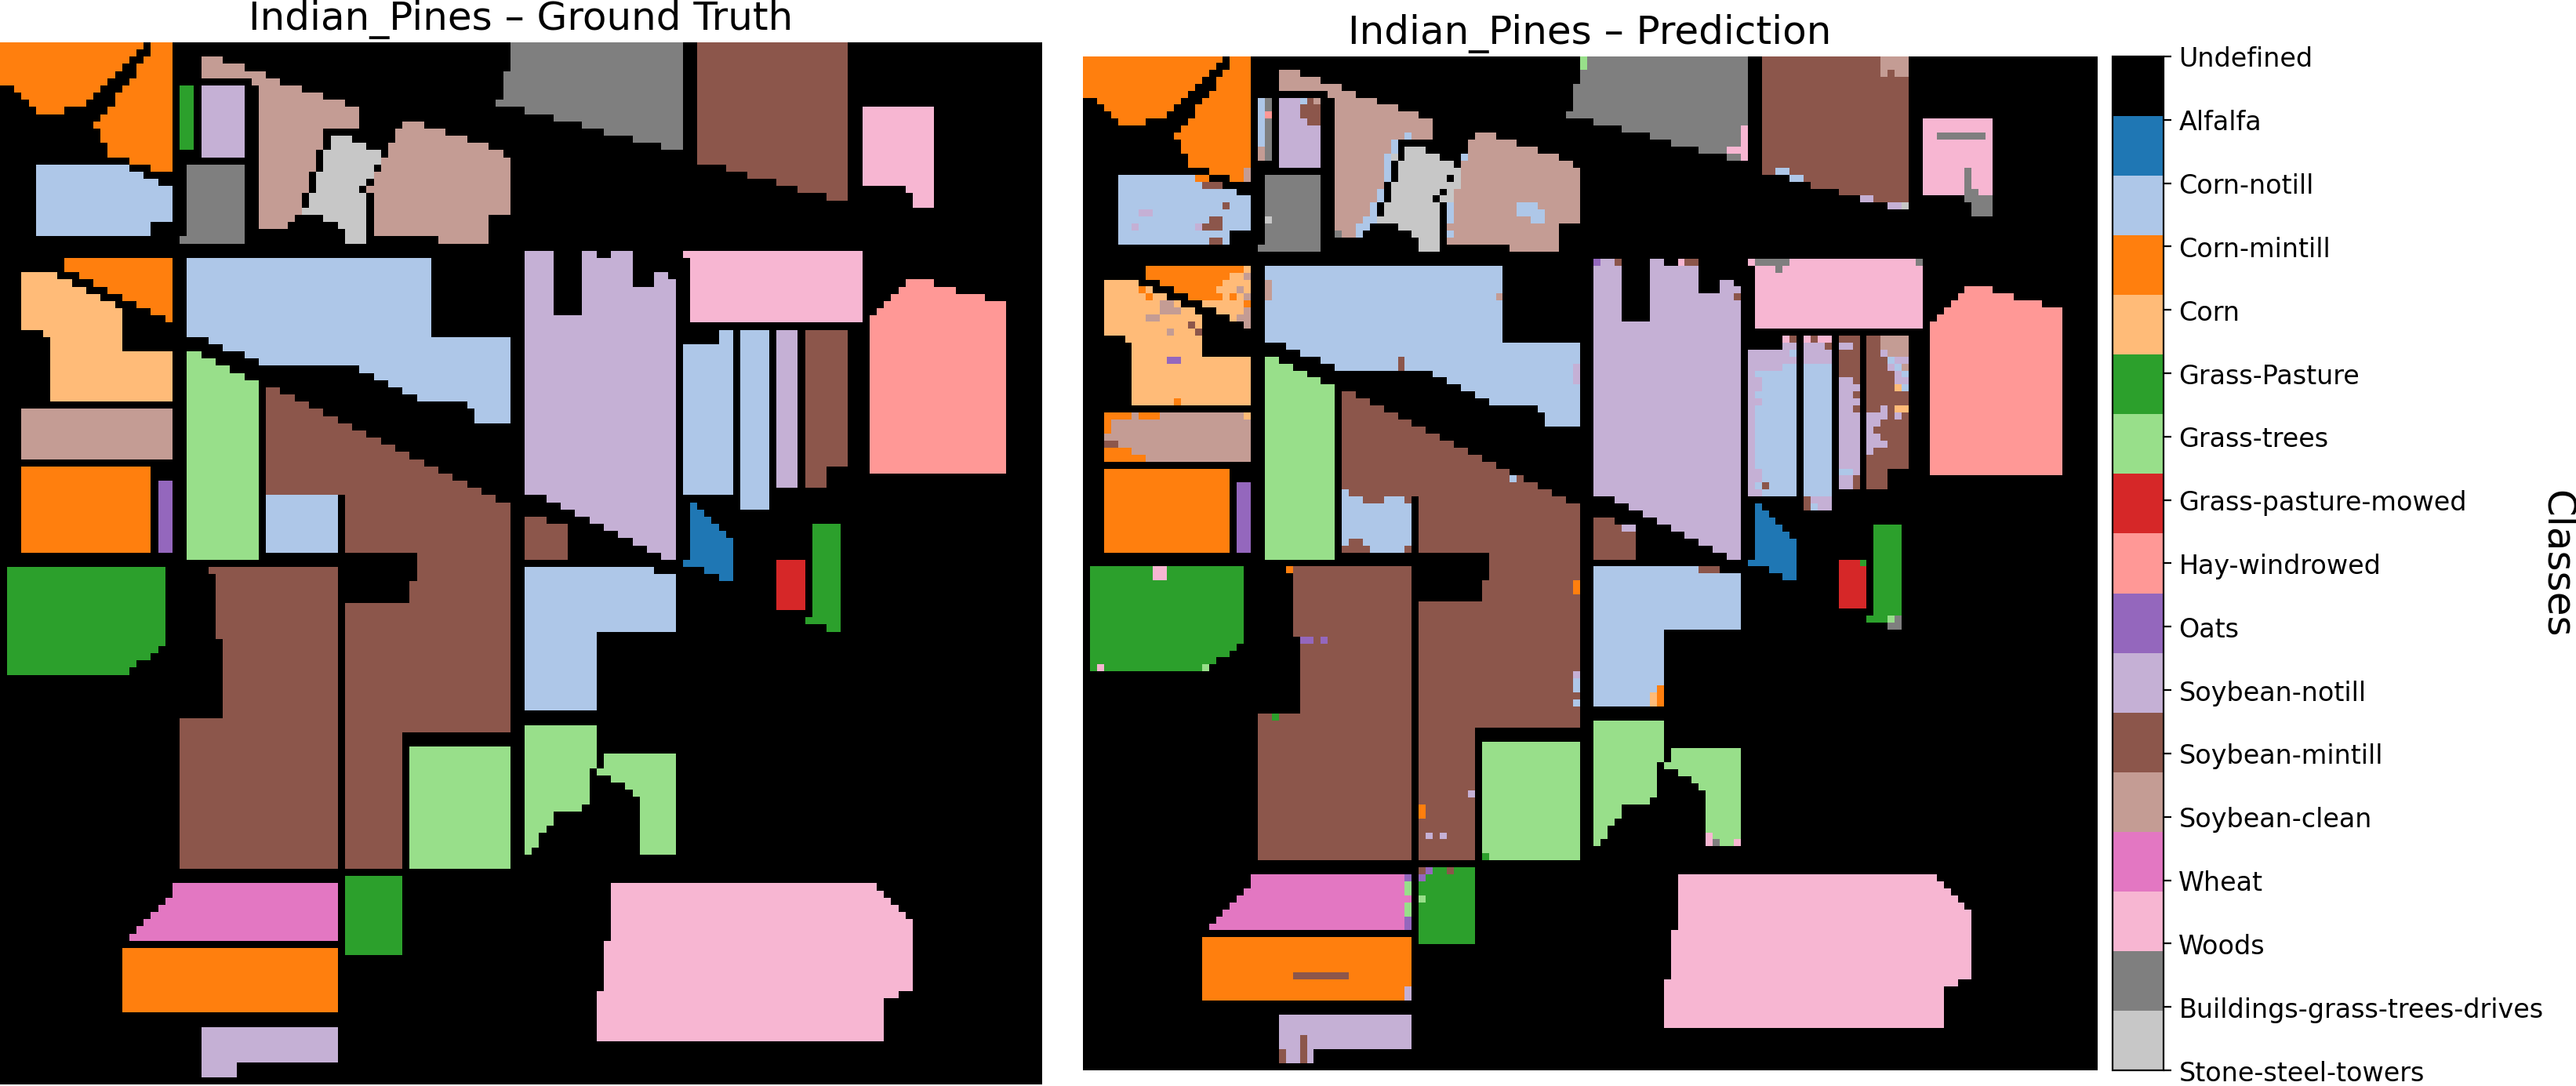 Indian_Pines – Ground Truth
Indian_Pines – Prediction
Undefined
Alfalfa
Corn-notill
Corn-mintill
Corn
Grass-Pasture
Grass-trees
Grass-pasture-mowed
Hay-windrowed
Oats
Soybean-notill
Soybean-mintill
Soybean-clean
Wheat
Woods
Buildings-grass-trees-drives
Stone-steel-towers
Classes